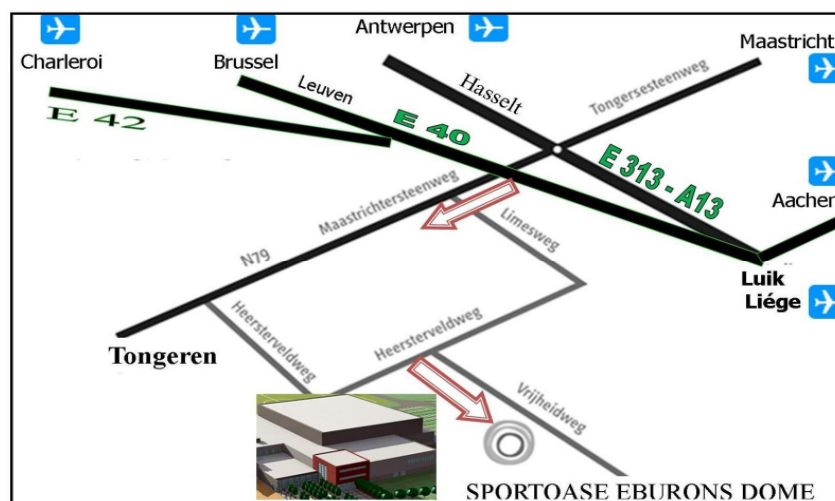 Antwerpen
Charleroi
Brussel
Maastricht
Leuven
Hasselt
Tongersesteenweg
E 42
E 40
E 313 - A13
Aachen
Maastrichtersteenweg
N79
Limesweg
Luik
Liége
Heersterveldweg
Heersterveldweg
Tongeren
Vrijheidweg
SPORTOASE EBURONS DOME